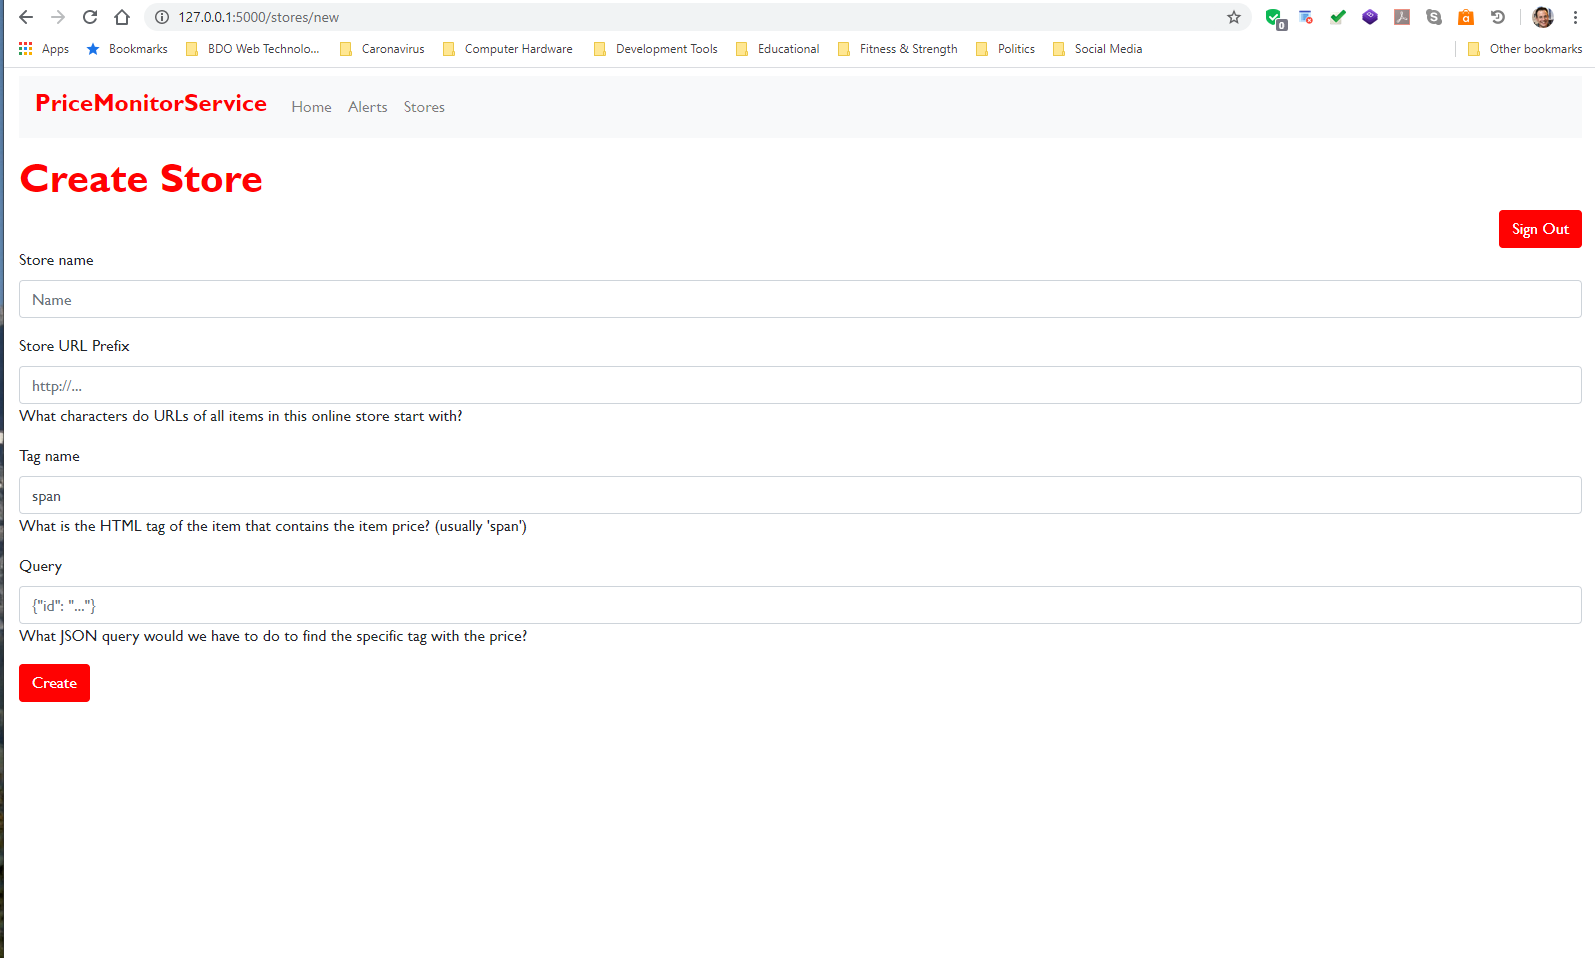 127.0.0.1:5000/stores/new
0
Apps Bookmarks BDO Web Technolo... Caronavirus Computer Hardware Development Tools Educational Fitness & Strength Politics Social Media Other bookmarks
PriceMonitorService Home Alerts Stores
Create Store
Sign Out
Store name
Name
Store URL Prefix
http://...
What characters do URLs of all items in this online store start with?
Tag name
span
What is the HTML tag of the item that contains the item price? (usually 'span')
Query
{"id": "..."}
What JSON query would we have to do to find the specific tag with the price?
Create